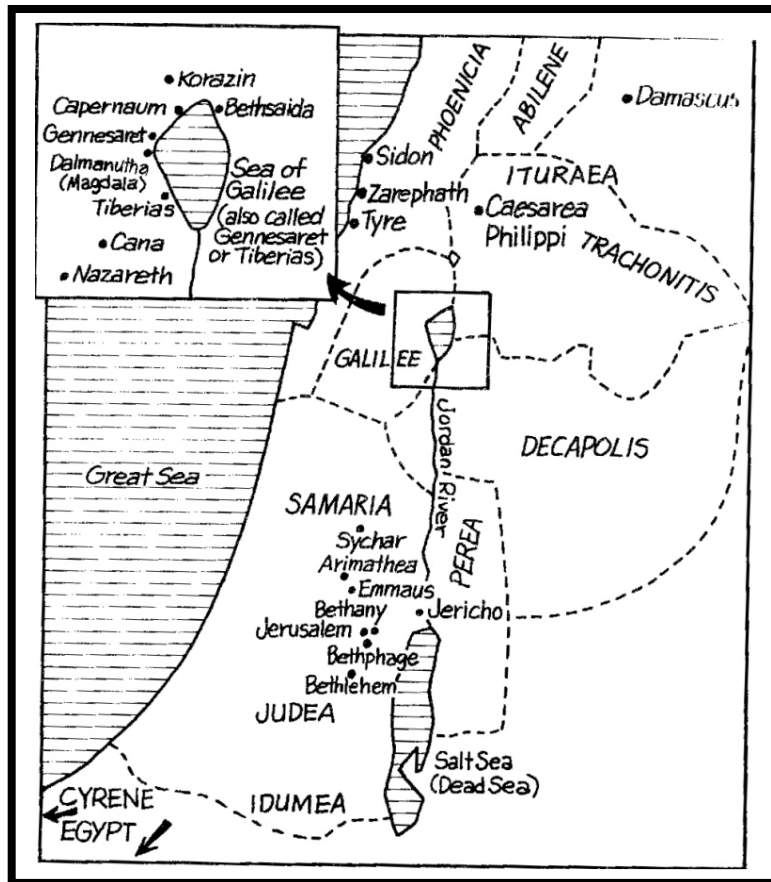 Korazin
Capernaum
Bethsaida
Gennesaret
Dalmanutha
(Magdala)
Tiberias
Sea of
Galilee
(also called
Gennesaret
or Tiberias)
Cana
Nazareth
PHOENICIA
ABILENE
Damascus
Sidon
Zarephath
Tyre
ITURAEA
Caesarea
Philippi
TRACHONITIS
GALILEE
Jordan River
DECAPOLIS
Great Sea
SAMARIA
Sychar
Arimathea
Emmaus
PEREA
Bethany
Jericho
Jerusalem
Bethphage
Bethlehem
JUDEA
Salt Sea
(Dead Sea)
CYRENE
EGYPT
IDUMEA